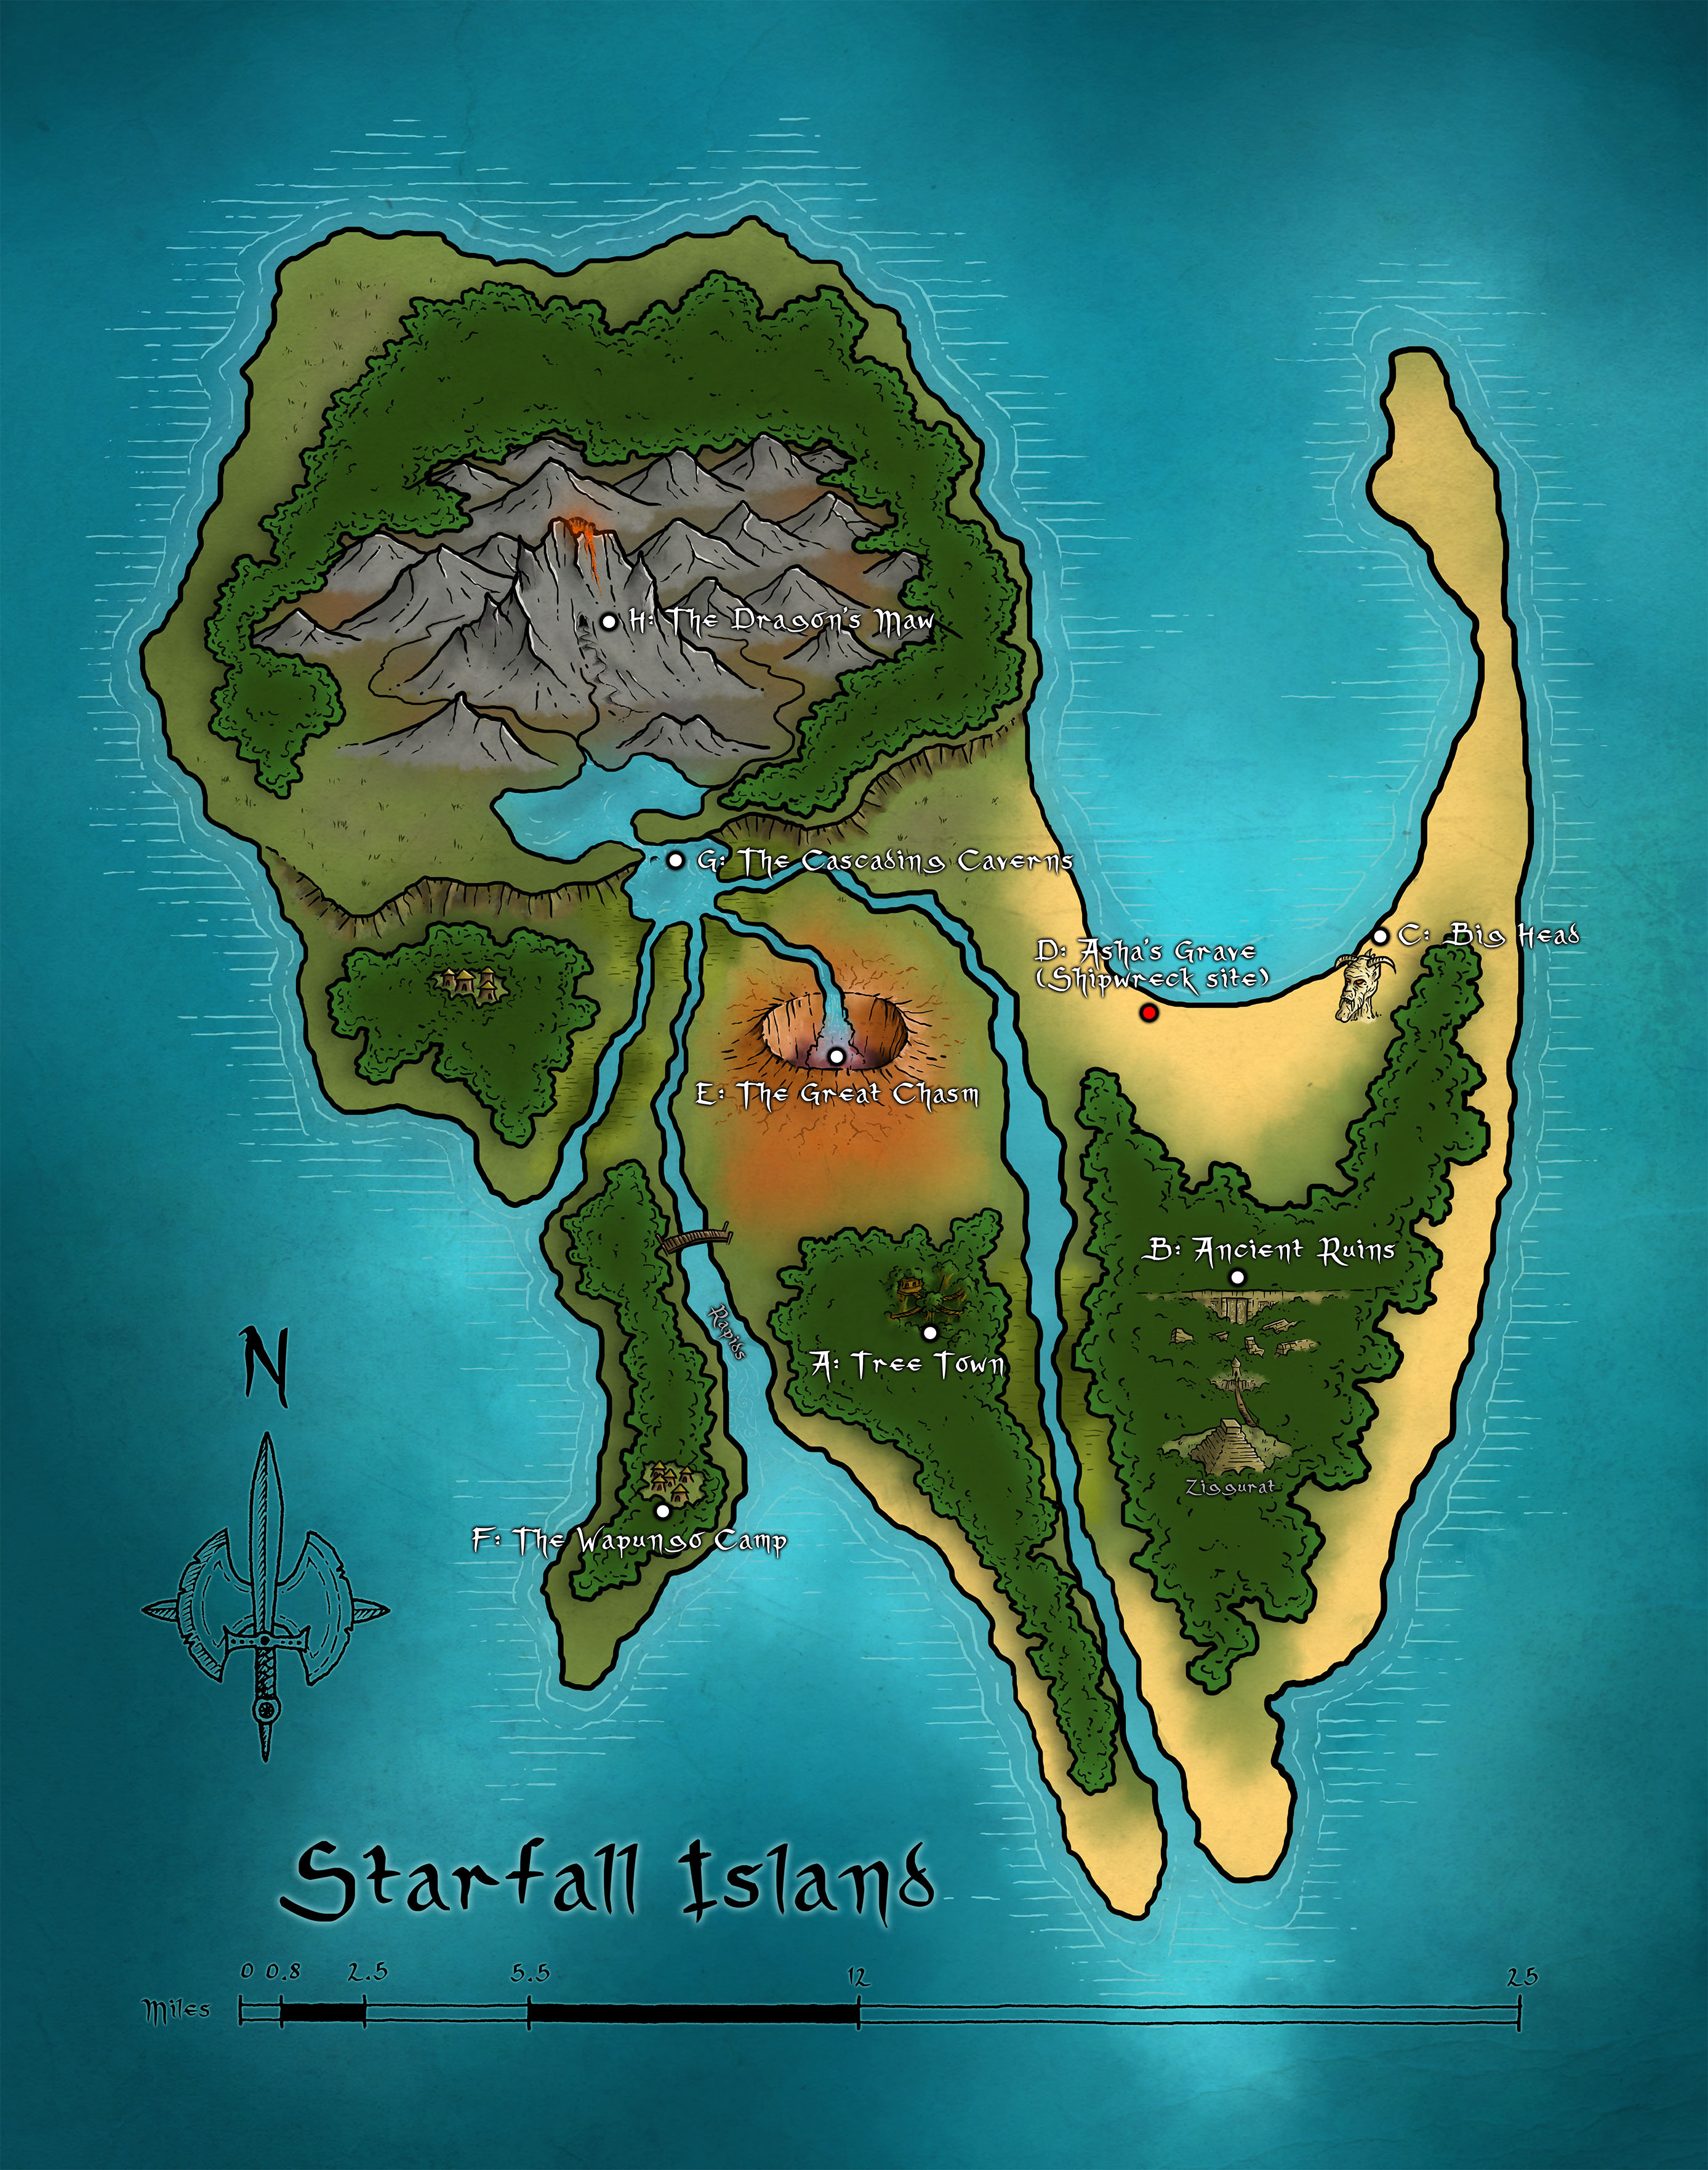 H: The Dragon's Maw
G: The Cascading Caverns
C: Big Head
D: Asha's Grave
(Shipwreck site)
E: The Great Chasm
B: Ancient Ruins
Rapids
A: Tree Town
N
Ziggurat
F: The Wapungo Camp
Starfall Island
0 0.8 2.5 5.5 12 25
Miles